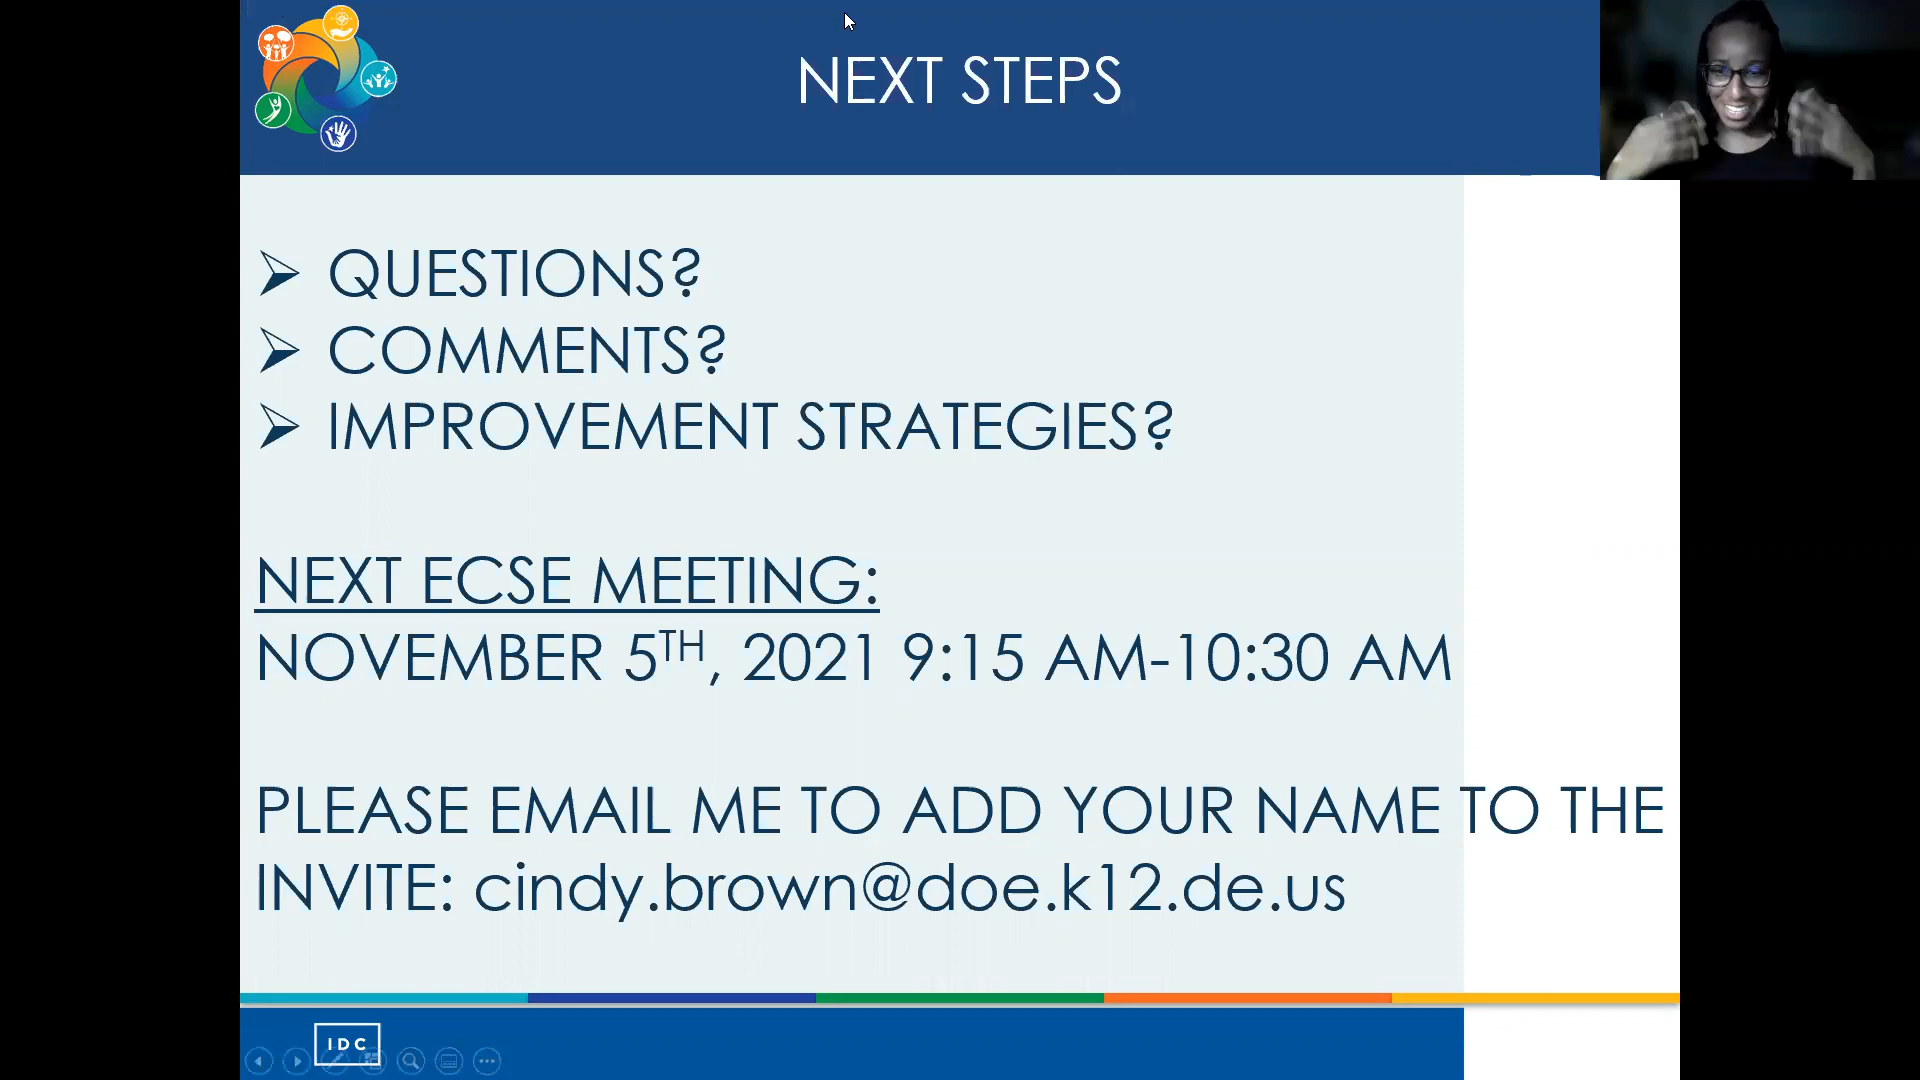 NEXT STEPS
➢ QUESTIONS?
➢ COMMENTS?
➢ IMPROVEMENT STRATEGIES?
NEXT ECSE MEETING:
NOVEMBER 5TH, 2021 9:15 AM-10:30 AM
PLEASE EMAIL ME TO ADD YOUR NAME TO THE
INVITE: cindy.brown@doe.k12.de.us
IDC